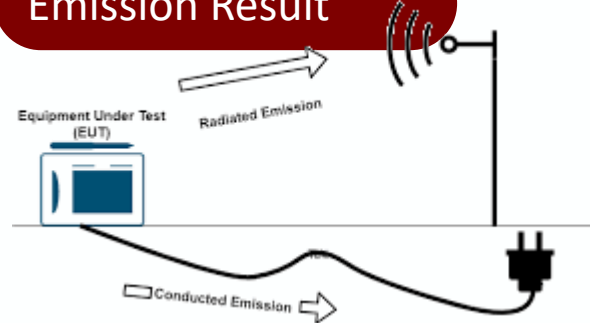 Emission Result
Equipment Under Test
(EUT)
Radiated Emission
Conducted Emission